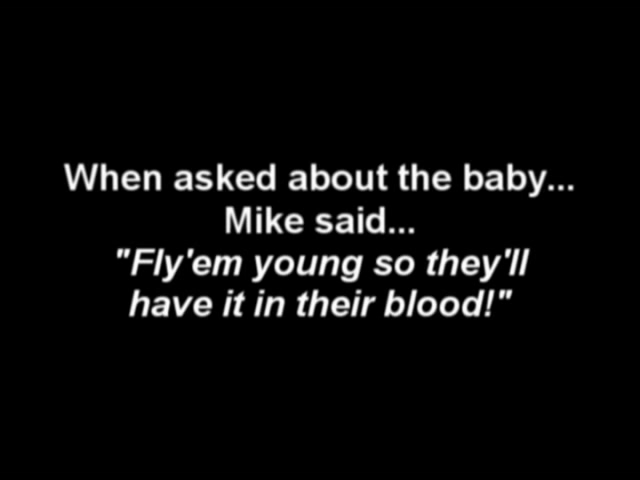 When asked about the baby...
Mike said...
"Fly'em young so they'll
have it in their blood!"